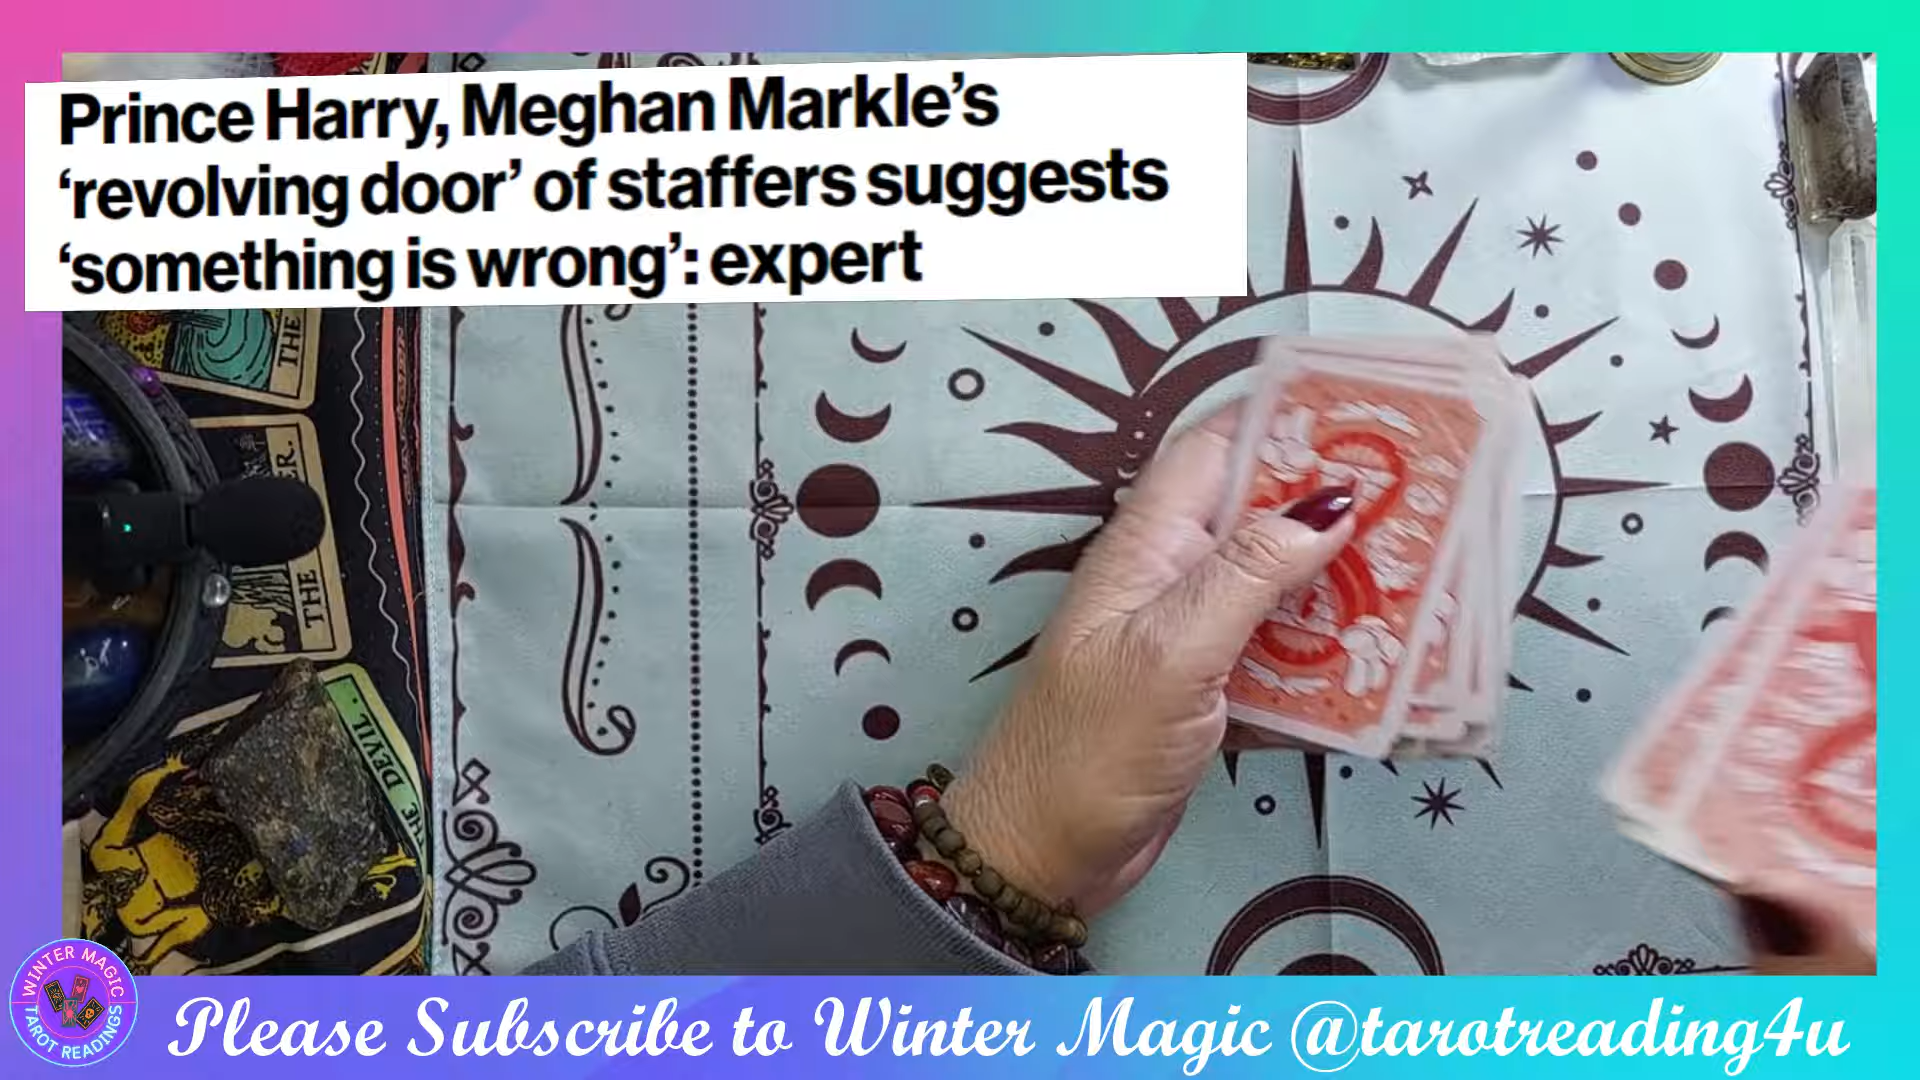 Prince Harry, Meghan Markle’s
‘revolving door’ of staffers suggests
‘something is wrong’: expert
THE
ER.
THE
THE DEVIL.
WINTER MAGIC
TAROT READINGS
Please Subscribe to Winter Magic @tarotreading4u